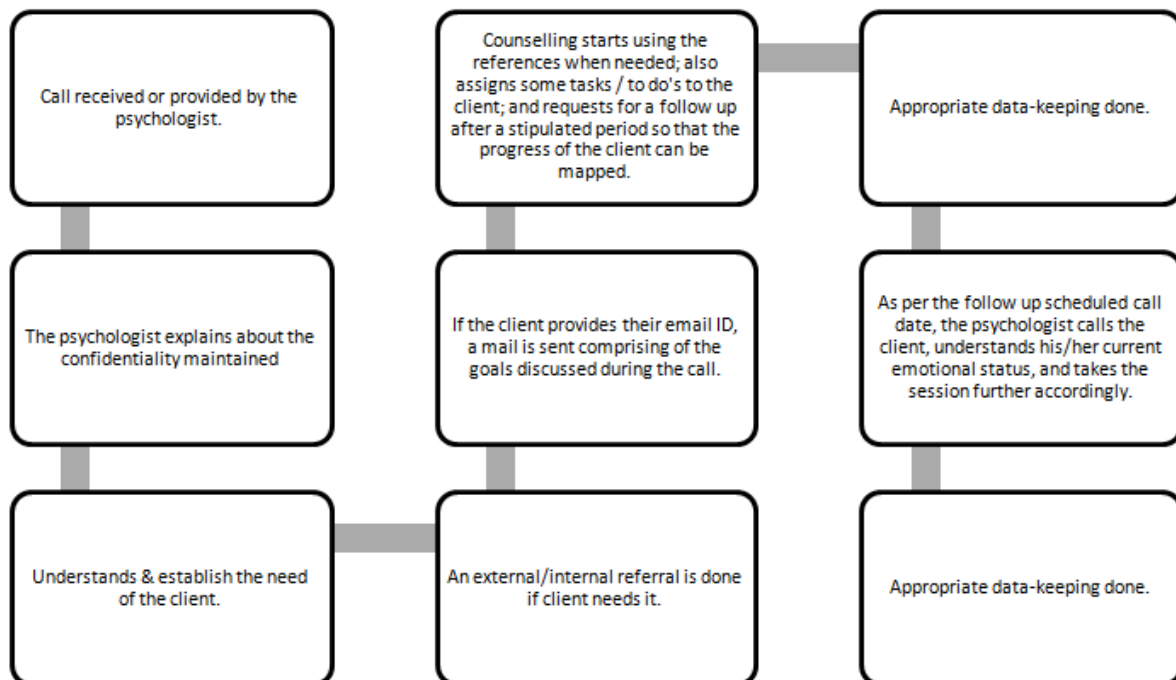 Call received or provided by the
psychologist.
The psychologist explains about the
confidentiality maintained
Understands & establish the need
of the client.
An external/internal referral is done
if client needs it.
If the client provides their email ID,
a mail is sent comprising of the
goals discussed during the call.
Counselling starts using the
references when needed; also
assigns some tasks / to do's to the
client; and requests for a follow up
after a stipulated period so that the
progress of the client can be
mapped.
Appropriate data-keeping done.
As per the follow up scheduled call
date, the psychologist calls the
client, understands his/her current
emotional status, and takes the
session further accordingly.
Appropriate data-keeping done.